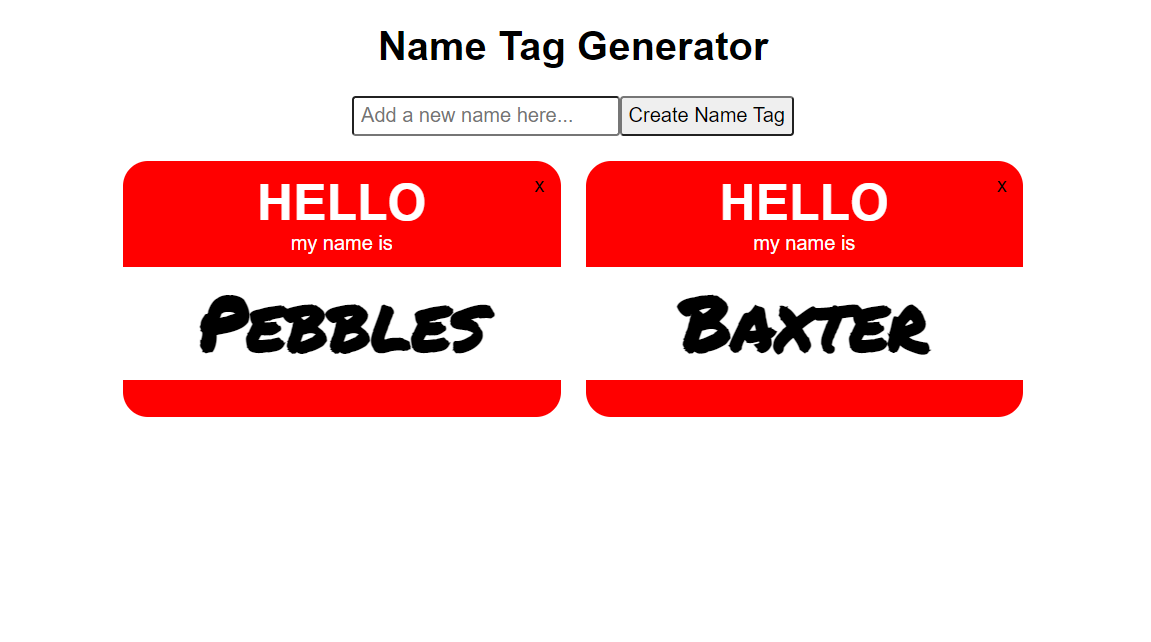 Name Tag Generator
Add a new name here... Create Name Tag
x
HELLO
my name is
Pebbles
x
HELLO
my name is
Baxter